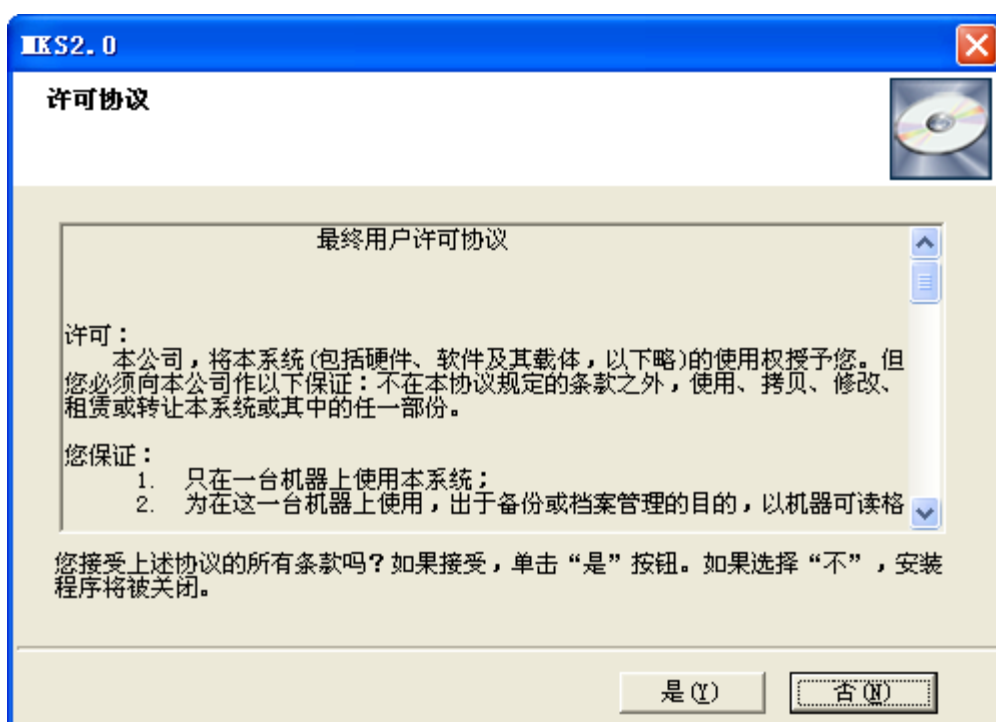 MKS2.0
许可协议
最终用户许可协议
许可：
本公司，将本系统(包括硬件、软件及其载体，以下略)的使用权授予您。但
您必须向本公司作以下保证：不在本协议规定的条款之外，使用、拷贝、修改、
租赁或转让本系统或其中的任一部份。
您保证：
1. 只在一台机器上使用本系统；
2. 为在这一台机器上使用，出于备份或档案管理的目的，以机器可读格
您接受上述协议的所有条款吗？如果接受，单击“是”按钮。如果选择“不”，安装
程序将被关闭。
是(Y) 否(N)